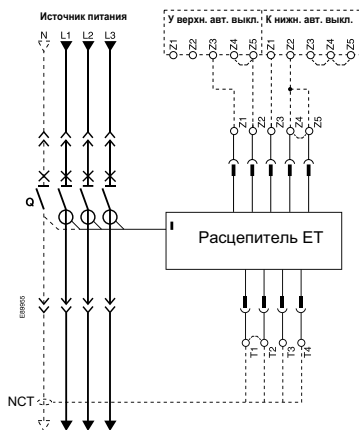 Источник питания
У верхн. авт. выкл.
К нижн. авт. выкл.
N L1 L2 L3
Z1 Z2 Z3 Z4 Z5 Z1 Z2 Z3 Z4 Z5
Z1 Z2 Z3 Z4 Z5
Q
Расцепитель ET
E89955
T1 T2 T3 T4
NCT